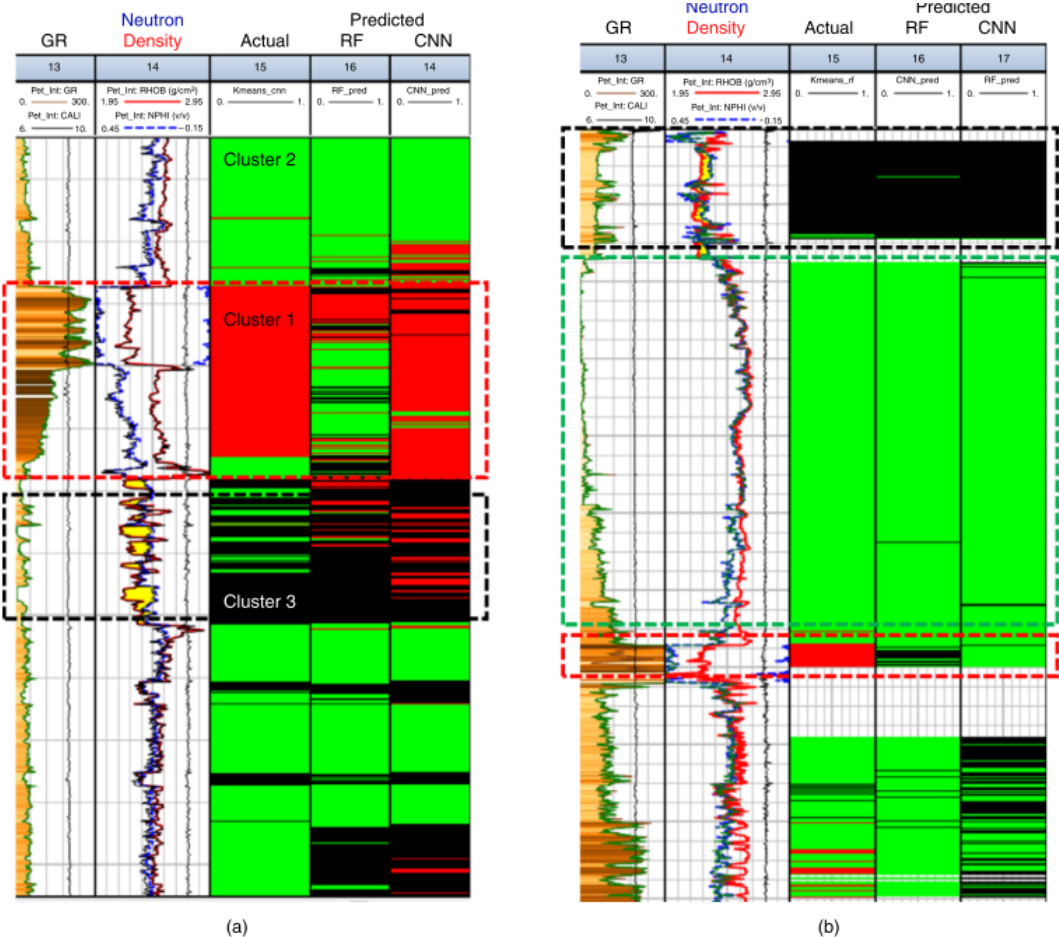 Neutron Predicted
GR Density Actual RF CNN
13 14 15 16 14
Pet_Int: GR Pet_Int: RHOB (g/cm³) Kmeans_cnn RF_pred CNN_pred
0. 300. 1.95 2.95 0. 1. 0. 1. 0. 1.
Pet_Int: CALI Pet_Int: NPHI (v/v)
6. 10. 0.45 -0.15
Cluster 2
Cluster 1
Cluster 3
(a)
Neutron Predicted
GR Density Actual RF CNN
13 14 15 16 17
Pet_Int: GR Pet_Int: RHOB (g/cm³) Kmeans_rf CNN_pred RF_pred
0. 300. 1.95 2.95 0. 1. 0. 1. 0. 1.
Pet_Int: CALI Pet_Int: NPHI (v/v)
6. 10. 0.45 -0.15
(b)